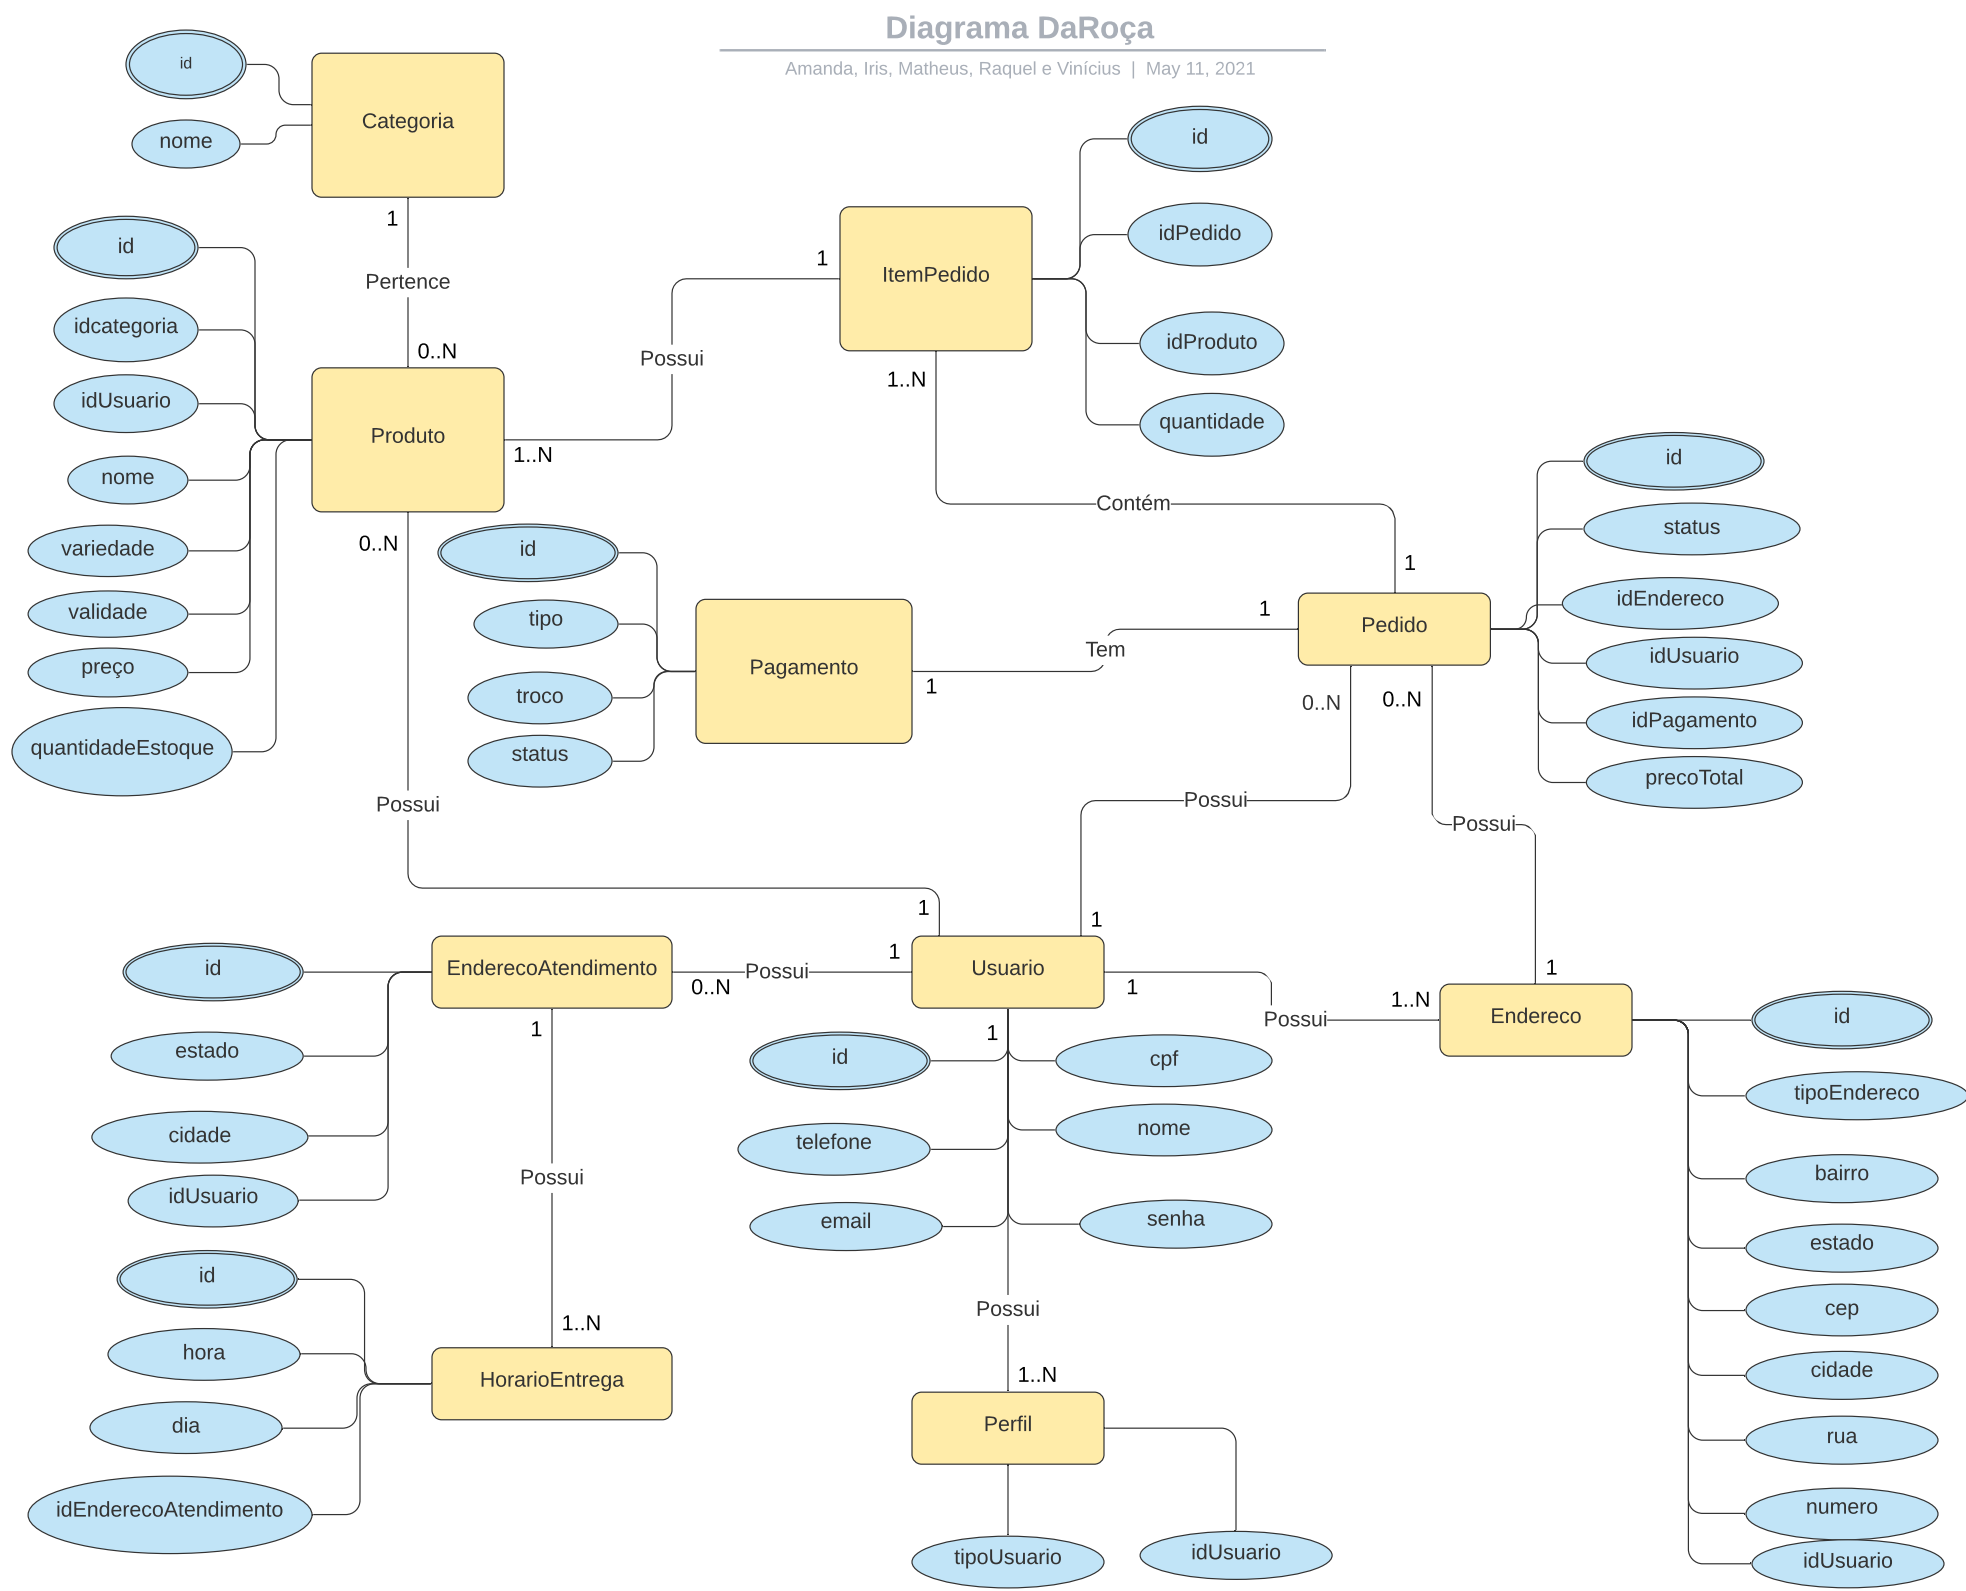 Diagrama DaRoça
Amanda, Iris, Matheus, Raquel e Vinícius | May 11, 2021
id
nome
Categoria
1
Pertence
0..N
id
idcategoria
idUsuario
nome
variedade
validade
preço
quantidadeEstoque
Produto
1..N
Possui
1
ItemPedido
id
idPedido
idProduto
quantidade
1..N
Contém
1
0..N
Possui
1
id
tipo
troco
status
Pagamento
1
Tem
1
Pedido
id
status
idEndereco
idUsuario
idPagamento
precoTotal
0..N
Possui
1
0..N
Possui
1
EnderecoAtendimento
0..N
Possui
1
Usuario
1
Possui
1..N
Endereco
id
estado
cidade
idUsuario
1
Possui
1..N
id
hora
dia
idEnderecoAtendimento
HorarioEntrega
1
id
telefone
email
cpf
nome
senha
Possui
1..N
Perfil
tipoUsuario
idUsuario
id
tipoEndereco
bairro
estado
cep
cidade
rua
numero
idUsuario